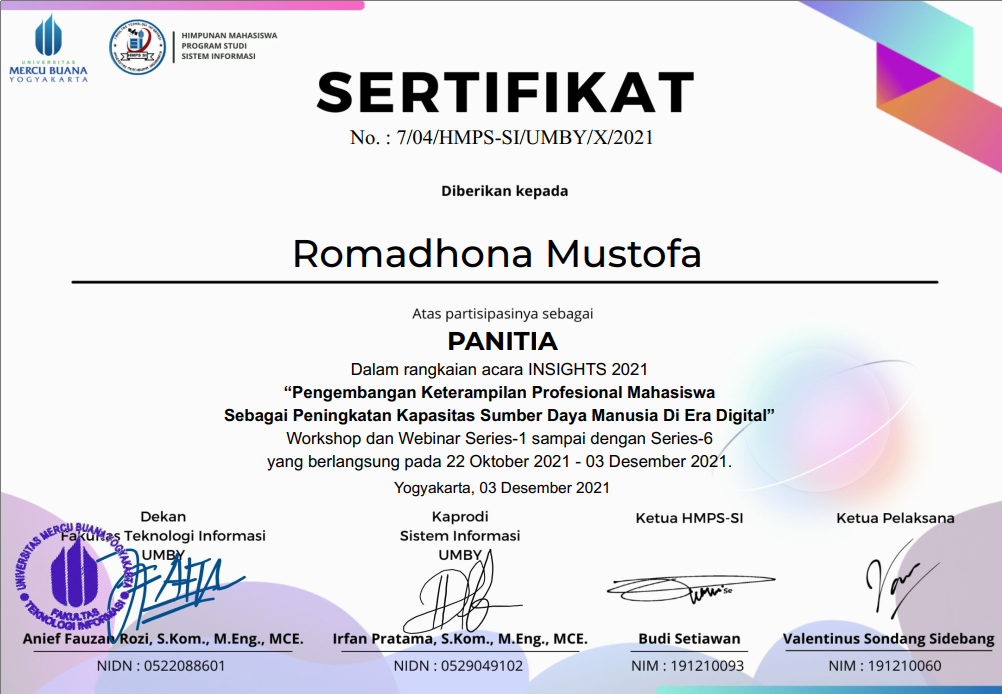 UNIVERSITAS
MERCU BUANA
YOGYAKARTA
HMPS SI
HIMPUNAN MAHASISWA
PROGRAM STUDI
SISTEM INFORMASI
SERTIFIKAT
No. : 7/04/HMPS-SI/UMBY/X/2021
Diberikan kepada
Romadhona Mustofa
Atas partisipasinya sebagai
PANITIA
Dalam rangkaian acara INSIGHTS 2021
“Pengembangan Keterampilan Profesional Mahasiswa
Sebagai Peningkatan Kapasitas Sumber Daya Manusia Di Era Digital”
Workshop dan Webinar Series-1 sampai dengan Series-6
yang berlangsung pada 22 Oktober 2021 - 03 Desember 2021.
Yogyakarta, 03 Desember 2021
Dekan
Fakultas Teknologi Informasi
UMBY
UNIVERSITAS MERCU BUANA YOGYAKARTA
FAKULTAS
TEKNOLOGI INFORMASI
Anief Fauzan Rozi, S.Kom., M.Eng., MCE.
NIDN : 0522088601
Kaprodi
Sistem Informasi
UMBY
Irfan Pratama, S.Kom., M.Eng., MCE.
NIDN : 0529049102
Ketua HMPS-SI
Budi Setiawan
NIM : 191210093
Ketua Pelaksana
Valentinus Sondang Sidebang
NIM : 191210060